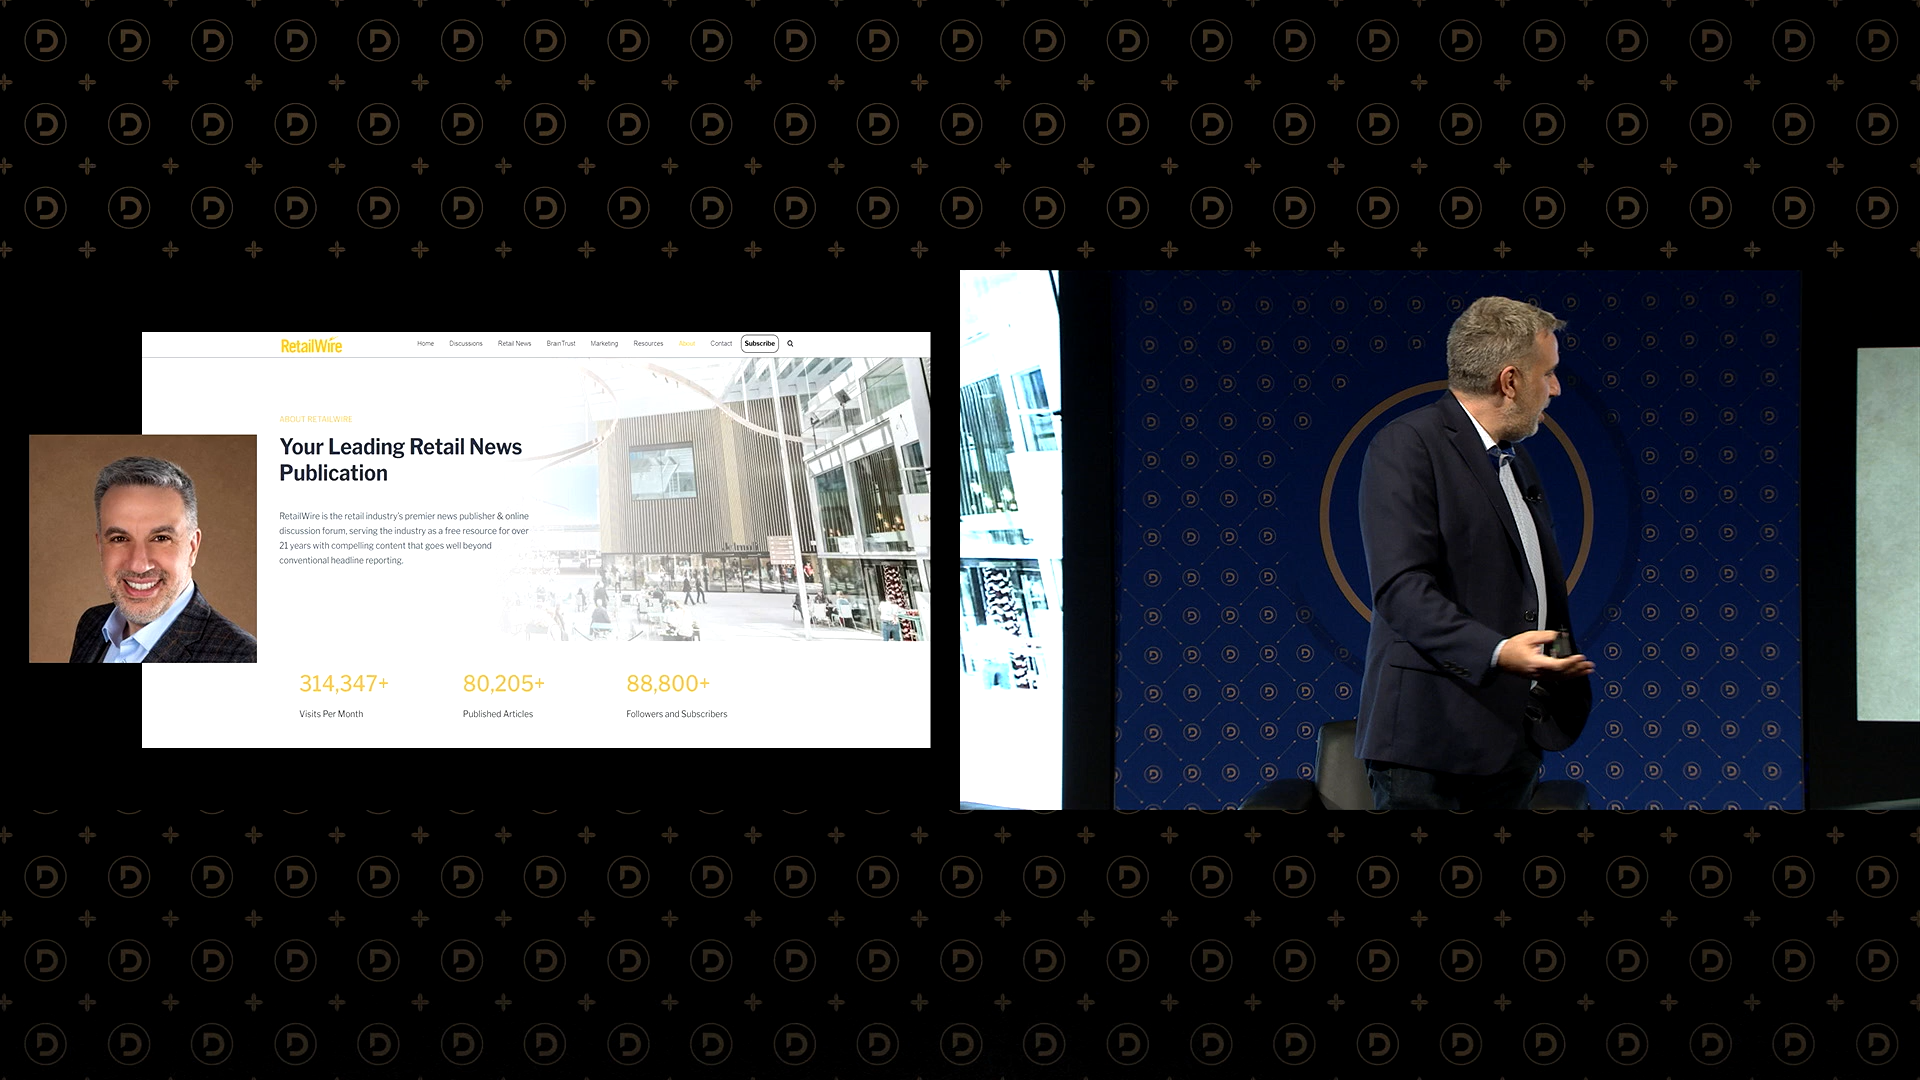 RetailWire
Home Discussions Retail News BrainTrust Marketing Resources About Contact Subscribe
ABOUT RETAILWIRE
Your Leading Retail News
Publication
RetailWire is the retail industry's premier news publisher & online
discussion forum, serving the industry as a free resource for over
21 years with compelling content that goes well beyond
conventional headline reporting.
314,347+ 80,205+ 88,800+
Visits Per Month Published Articles Followers and Subscribers